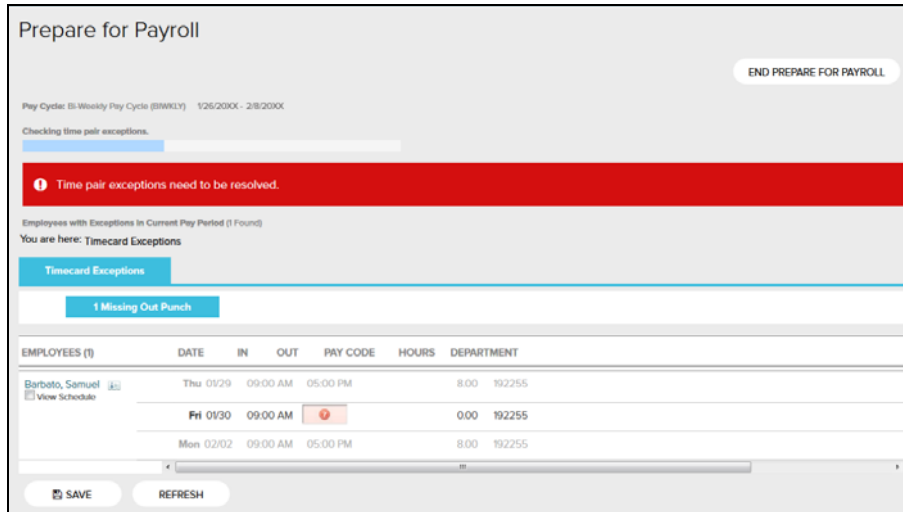 Prepare for Payroll
END PREPARE FOR PAYROLL
Pay Cycle: Bi-Weekly Pay Cycle (BIWKLY) 1/26/20XX - 2/8/20XX
Checking time pair exceptions.
! Time pair exceptions need to be resolved.
Employees with Exceptions in Current Pay Period (1 Found)
You are here: Timecard Exceptions
Timecard Exceptions
1 Missing Out Punch
EMPLOYEES (1) DATE IN OUT PAY CODE HOURS DEPARTMENT
Barbato, Samuel Thu 01/29 09:00 AM 05:00 PM 8.00 192255
View Schedule
Fri 01/30 09:00 AM ? 0.00 192255
Mon 02/02 09:00 AM 05:00 PM 8.00 192255
SAVE REFRESH